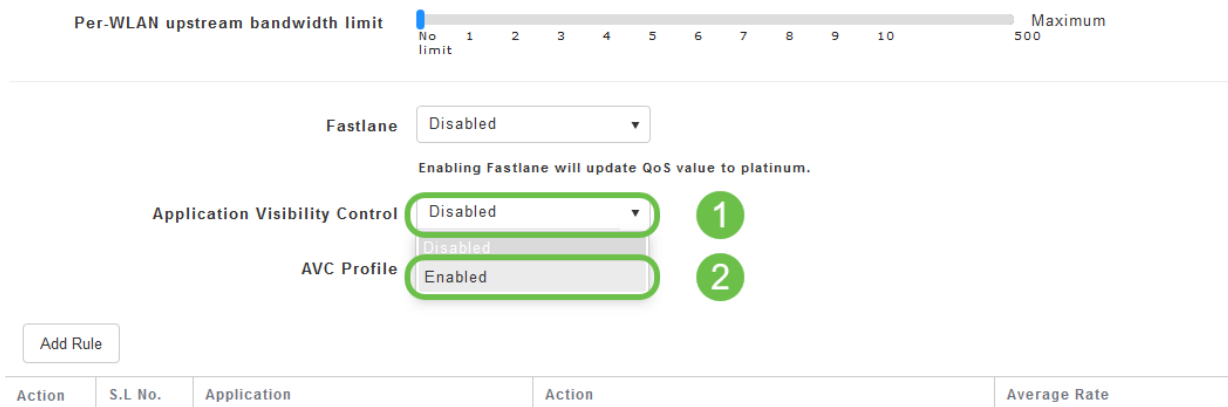 Per-WLAN upstream bandwidth limit
Maximum
No limit 1 2 3 4 5 6 7 8 9 10 500
Fastlane Disabled
Enabling Fastlane will update QoS value to platinum.
Application Visibility Control Disabled 1
Disabled
AVC Profile Enabled 2
Add Rule
Action S.L No. Application Action Average Rate